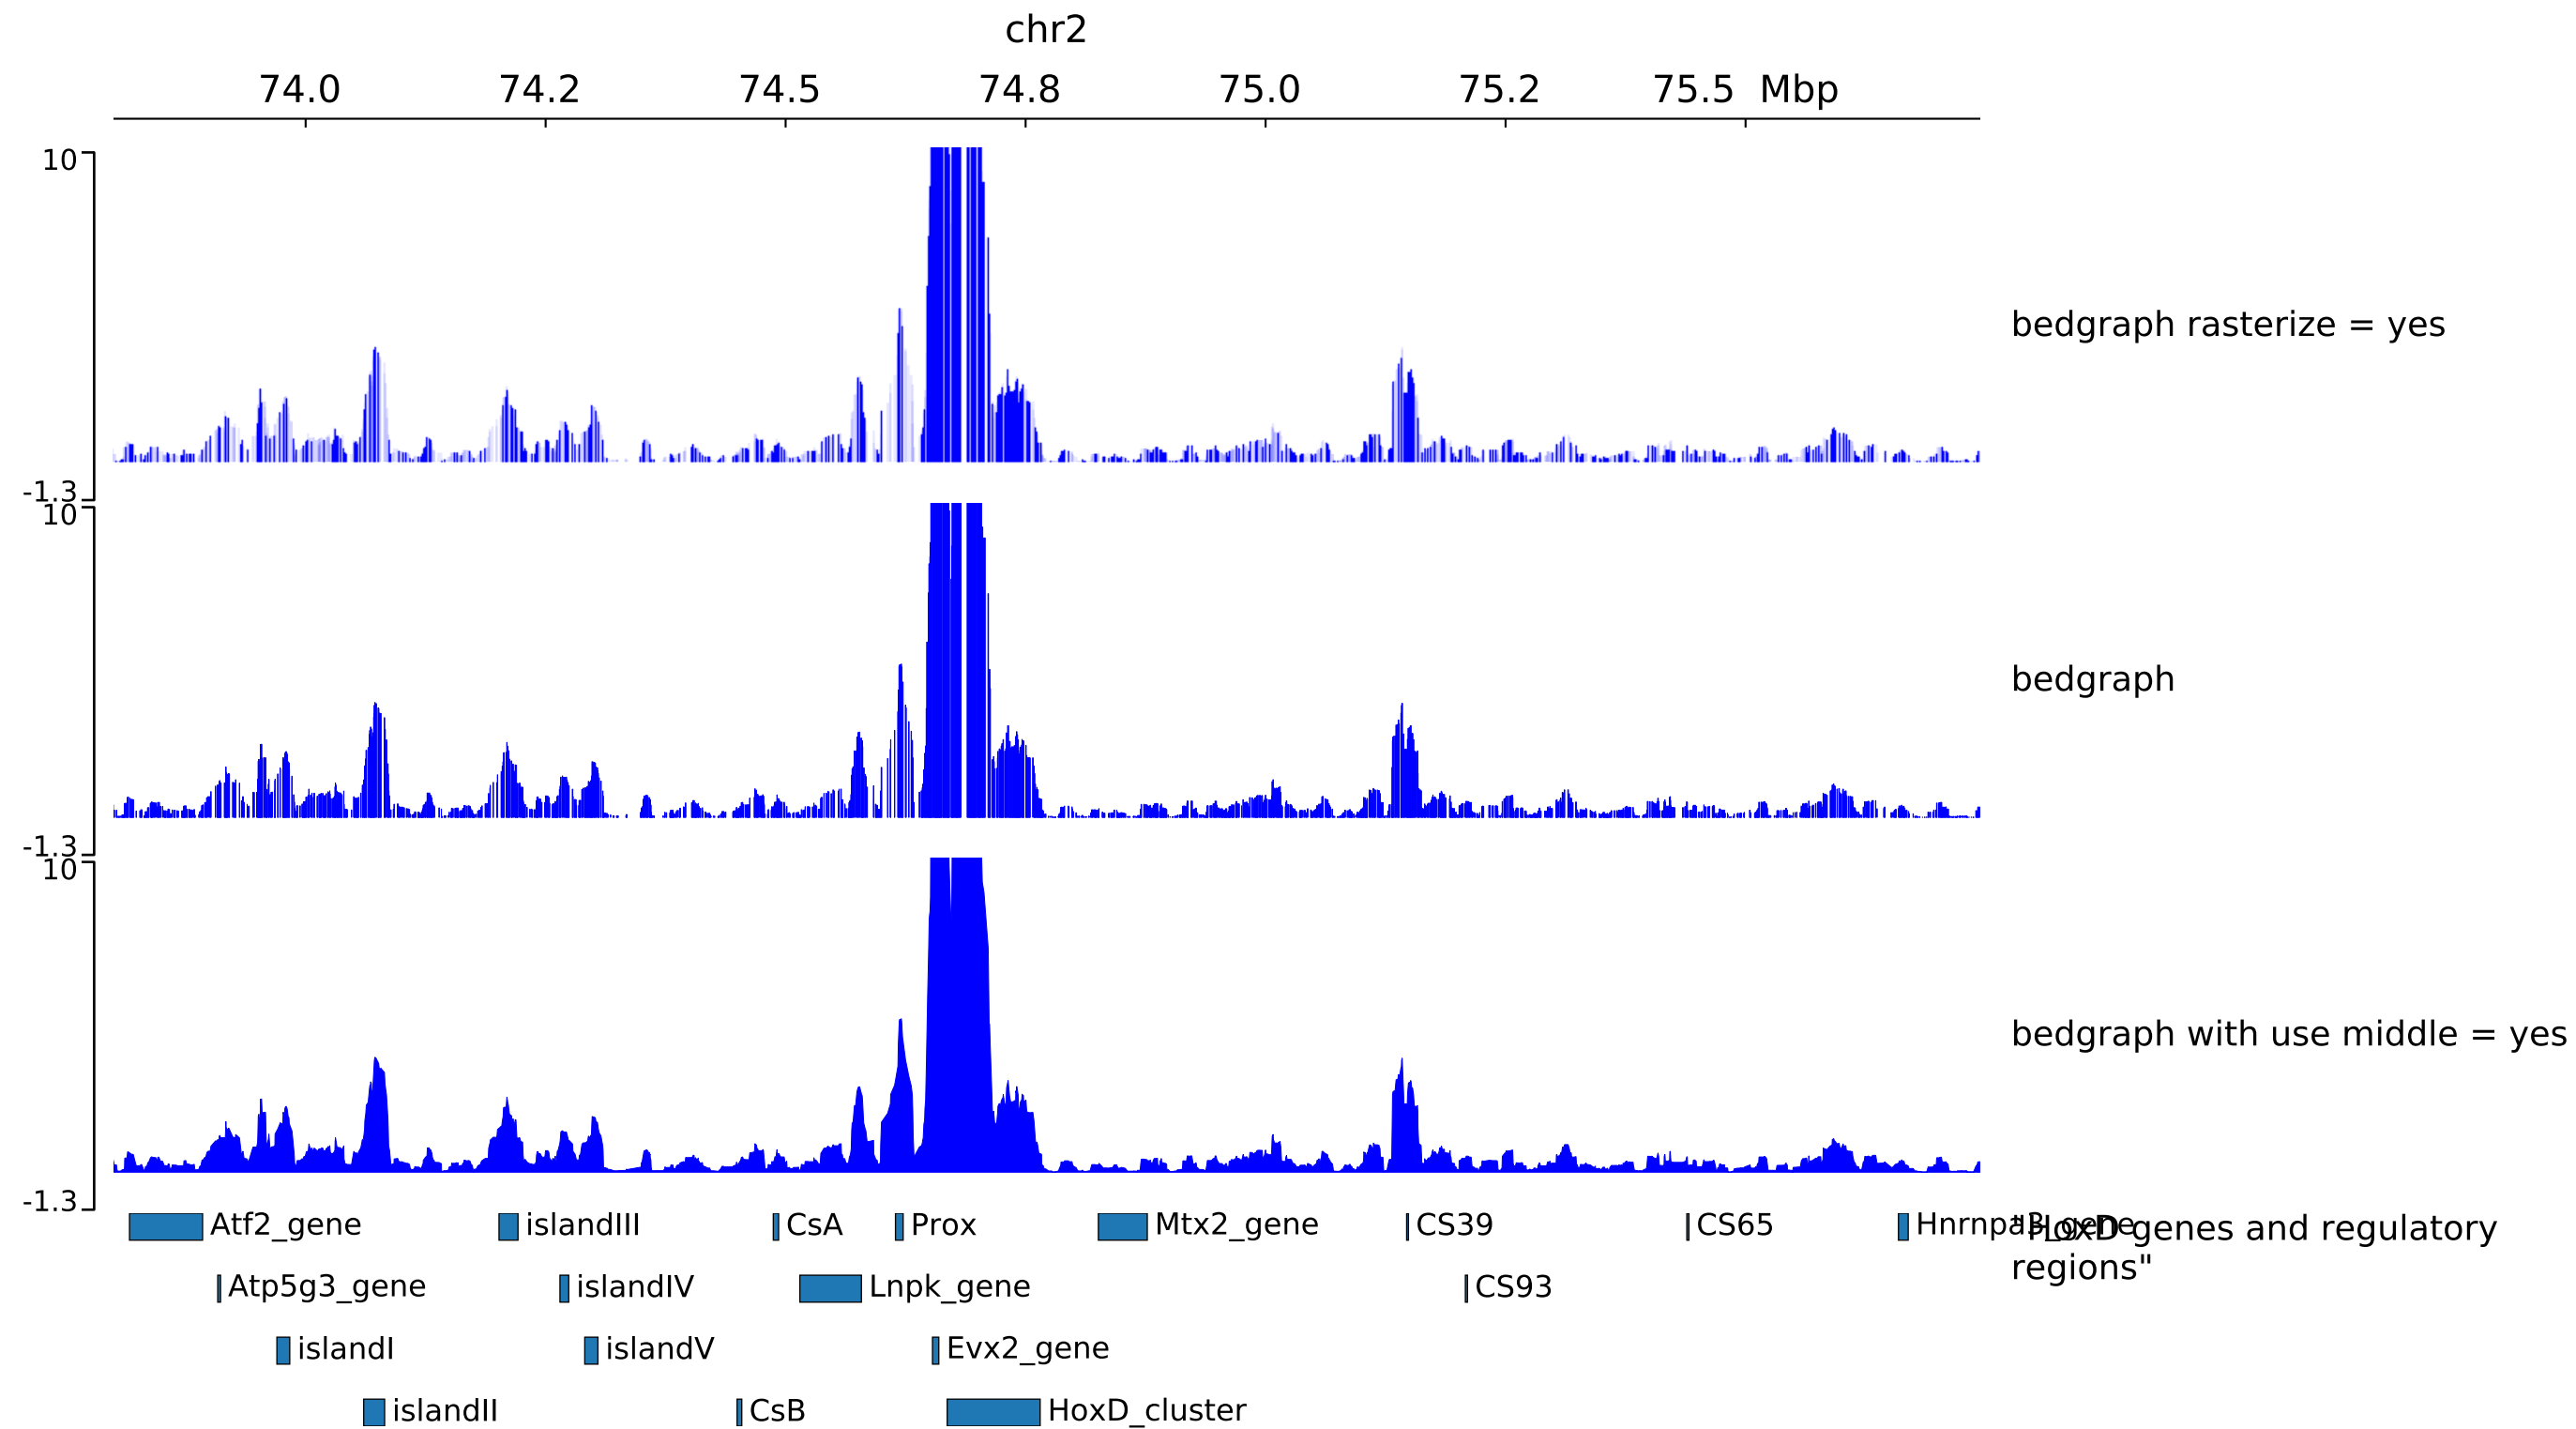 chr2
74.0 74.2 74.5 74.8 75.0 75.2 75.5 Mbp
10
bedgraph rasterize = yes
-1.3
10
bedgraph
-1.3
10
bedgraph with use middle = yes
-1.3
Atf2_gene islandIII CsA Prox Mtx2_gene CS39 CS65 Hnrnpa3_gene
"HoxD genes and regulatory
regions"
Atp5g3_gene islandIV Lnpk_gene CS93
islandI islandV Evx2_gene
islandII CsB HoxD_cluster